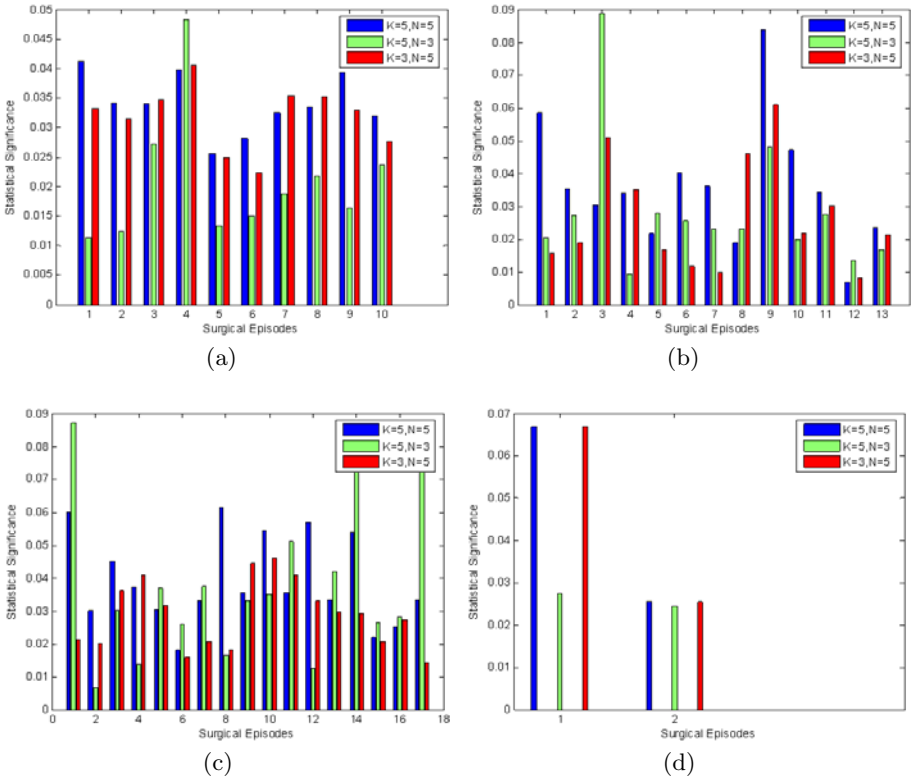 0.05
0.045
0.04
0.035
0.03
0.025
0.02
0.015
0.01
0.005
0
Statistical Significance
K=5,N=5
K=5,N=3
K=3,N=5
1 2 3 4 5 6 7 8 9 10
Surgical Episodes
(a)
0.09
0.08
0.07
0.06
0.05
0.04
0.03
0.02
0.01
0
Statistical Significance
K=5,N=5
K=5,N=3
K=3,N=5
1 2 3 4 5 6 7 8 9 10 11 12 13
Surgical Episodes
(b)
0.09
0.08
0.07
0.06
0.05
0.04
0.03
0.02
0.01
0
Statistical Significance
K=5,N=5
K=5,N=3
K=3,N=5
0 2 4 6 8 10 12 14 16 18
Surgical Episodes
(c)
0.07
0.06
0.05
0.04
0.03
0.02
0.01
0
Statistical Significance
K=5,N=5
K=5,N=3
K=3,N=5
1 2
Surgical Episodes
(d)